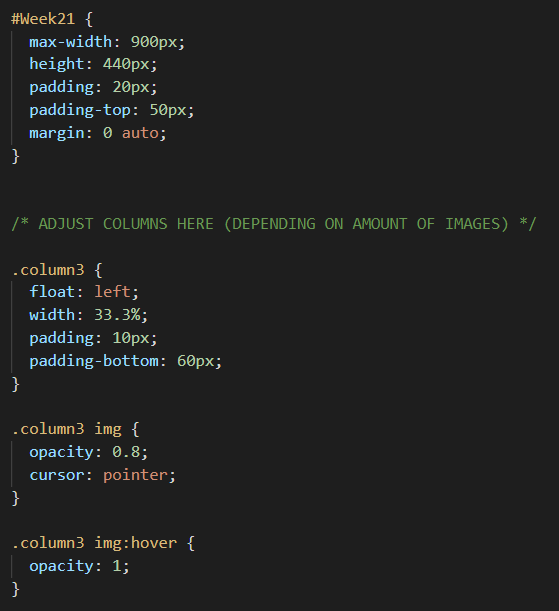 #Week21 {
  max-width: 900px;
  height: 440px;
  padding: 20px;
  padding-top: 50px;
  margin: 0 auto;
}
/* ADJUST COLUMNS HERE (DEPENDING ON AMOUNT OF IMAGES) */
.column3 {
  float: left;
  width: 33.3%;
  padding: 10px;
  padding-bottom: 60px;
}
.column3 img {
  opacity: 0.8;
  cursor: pointer;
}
.column3 img:hover {
  opacity: 1;
}